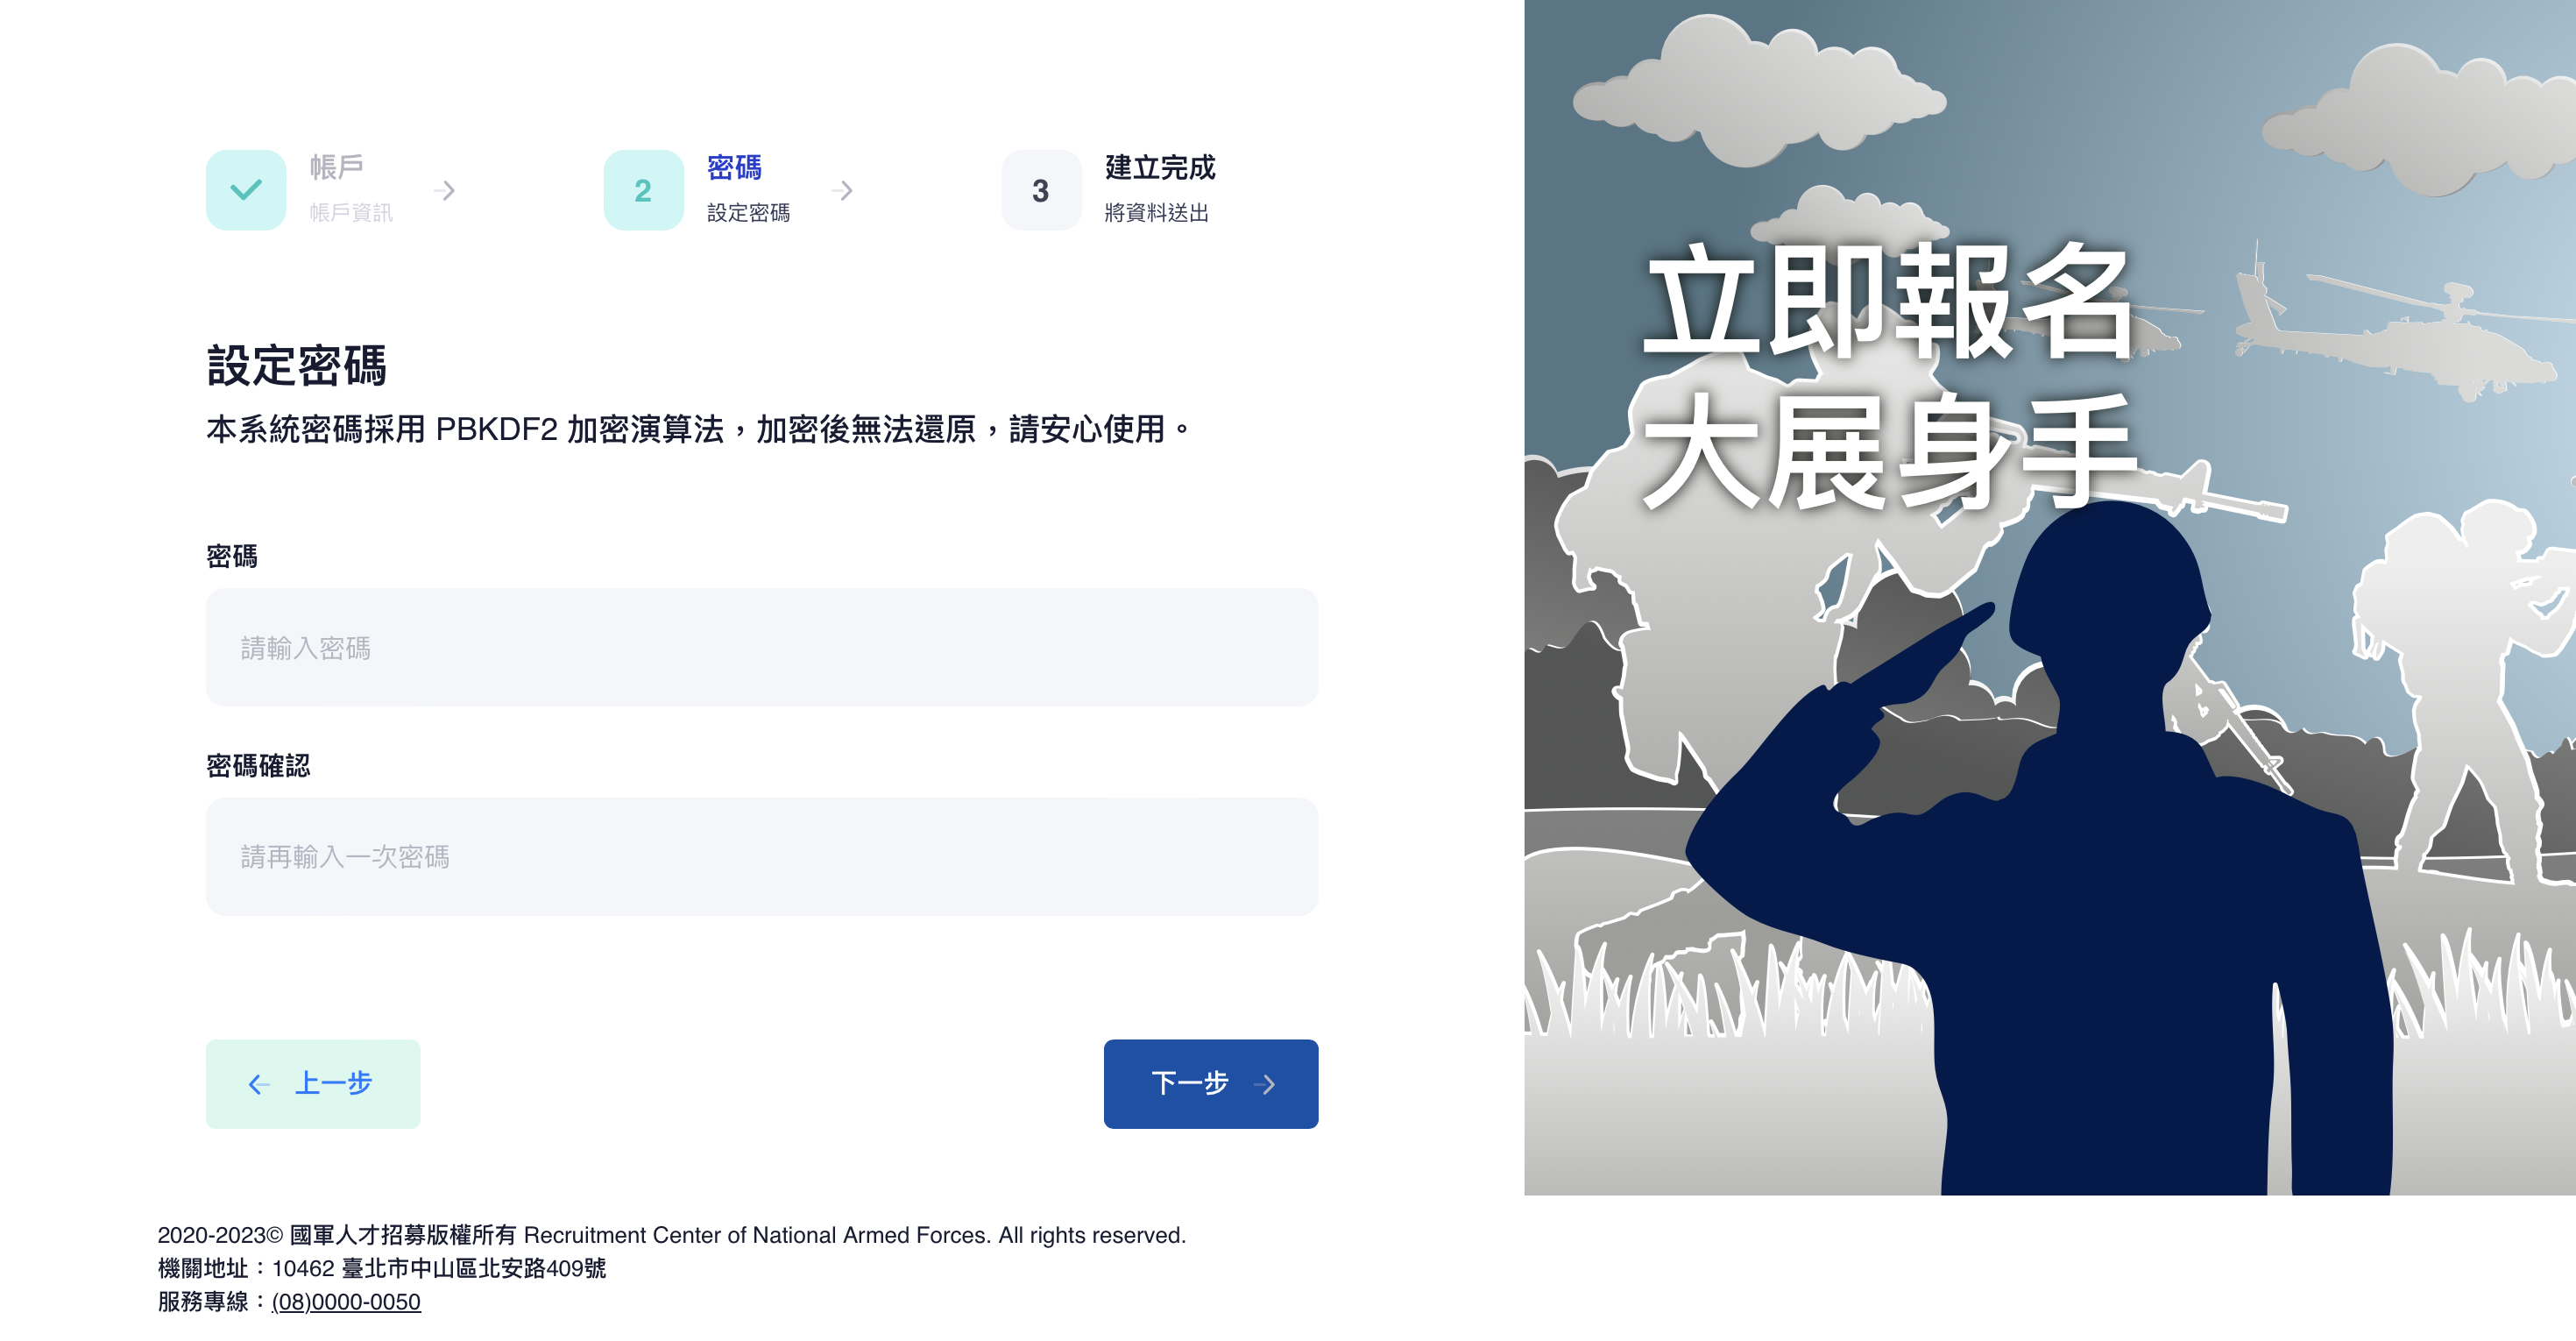 帳戶
帳戶資訊
2
密碼
設定密碼
3
建立完成
將資料送出
設定密碼
本系統密碼採用 PBKDF2 加密演算法，加密後無法還原，請安心使用。
密碼
請輸入密碼
密碼確認
請再輸入一次密碼
上一步
下一步
立即報名
大展身手
2020-2023© 國軍人才招募版權所有 Recruitment Center of National Armed Forces. All rights reserved.
機關地址：10462 臺北市中山區北安路409號
服務專線：(08)0000-0050